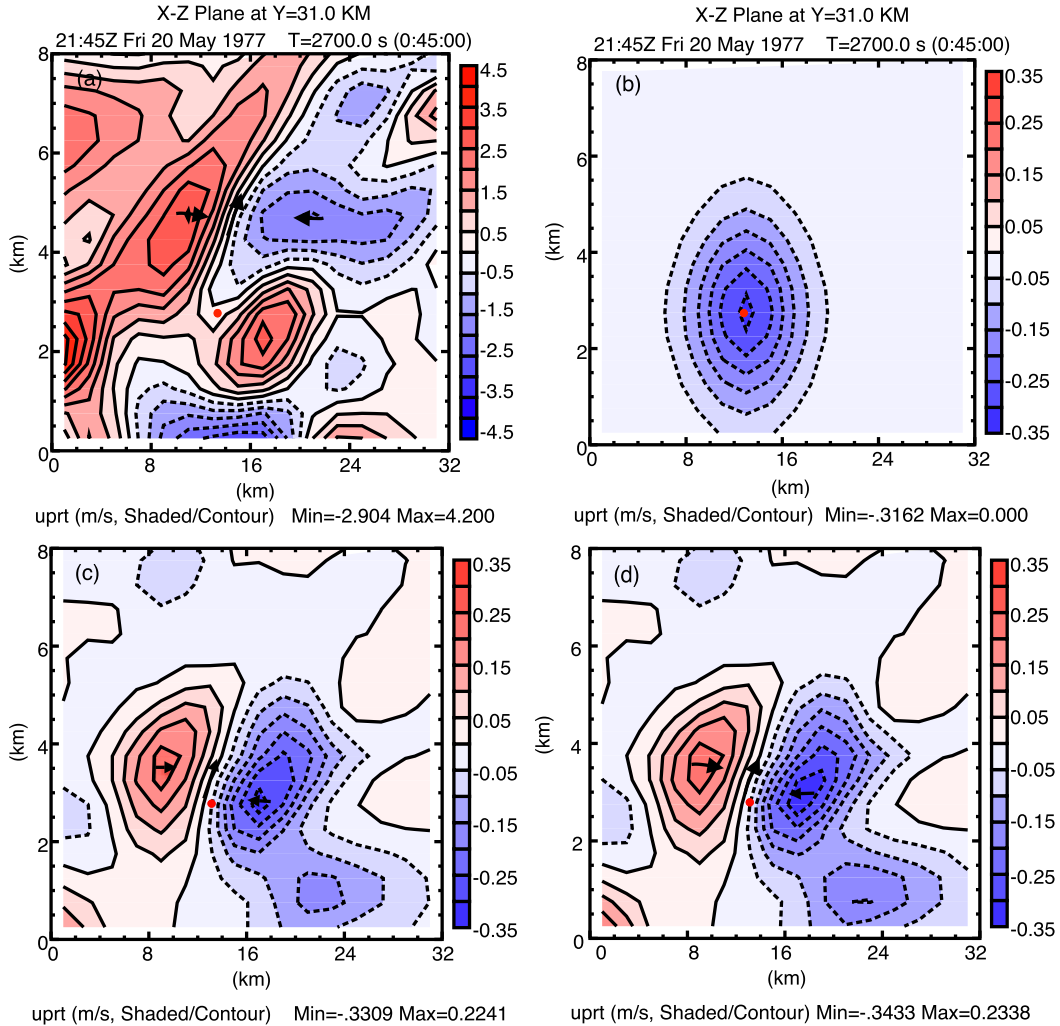 X-Z Plane at Y=31.0 KM
21:45Z Fri 20 May 1977 T=2700.0 s (0:45:00)
(a)
8
6
4
2
0
(km)
0 8 16 24 32
(km)
4.5
3.5
2.5
1.5
0.5
-0.5
-1.5
-2.5
-3.5
-4.5
uprt (m/s, Shaded/Contour) Min=-2.904 Max=4.200
X-Z Plane at Y=31.0 KM
21:45Z Fri 20 May 1977 T=2700.0 s (0:45:00)
(b)
8
6
4
2
0
(km)
0 8 16 24 32
(km)
0.35
0.25
0.15
0.05
-0.05
-0.15
-0.25
-0.35
uprt (m/s, Shaded/Contour) Min=-.3162 Max=0.000
(c)
8
6
4
2
0
(km)
0 8 16 24 32
(km)
0.35
0.25
0.15
0.05
-0.05
-0.15
-0.25
-0.35
uprt (m/s, Shaded/Contour) Min=-.3309 Max=0.2241
(d)
8
6
4
2
0
(km)
0 8 16 24 32
(km)
0.35
0.25
0.15
0.05
-0.05
-0.15
-0.25
-0.35
uprt (m/s, Shaded/Contour) Min=-.3433 Max=0.2338